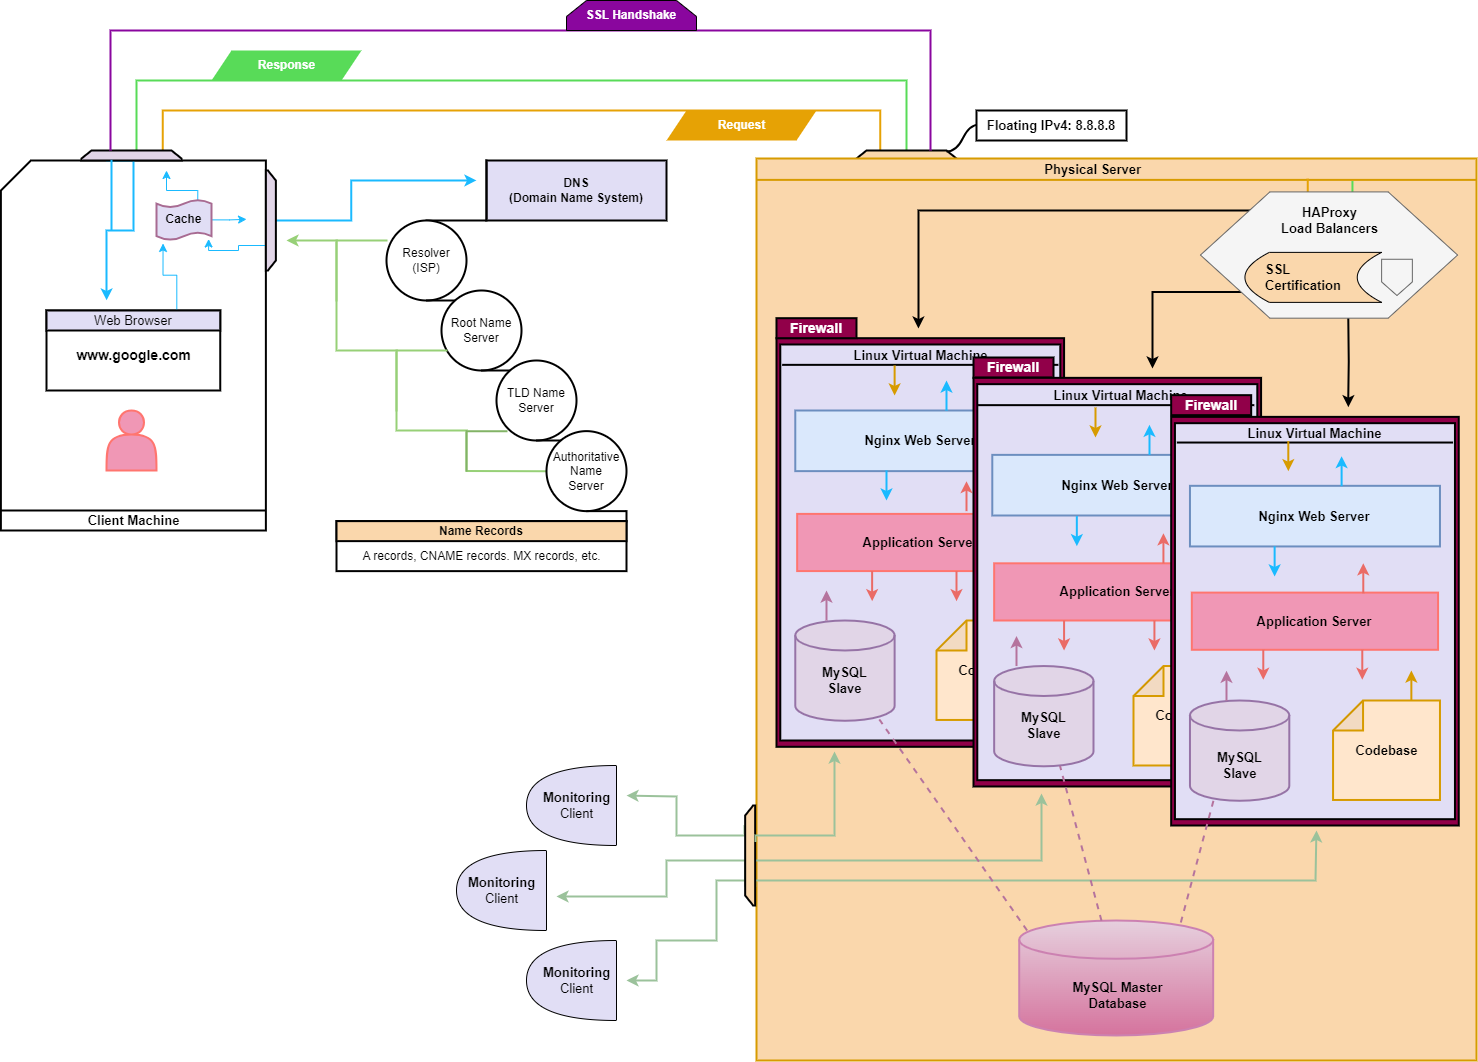 SSL Handshake
Response
Request
Floating IPv4: 8.8.8.8
Physical Server
DNS
(Domain Name System)
Cache
HAProxy
Load Balancers
SSL
Certification
Resolver
(ISP)
Web Browser
www.google.com
Root Name
Server
TLD Name
Server
Authoritative
Name
Server
Client Machine
Name Records
A records, CNAME records. MX records, etc.
Firewall
Linux Virtual Machine
Nginx Web Server
Application Serve
MySQL
Slave
Co
Firewall
Linux Virtual Machine
Nginx Web Server
Application Serve
MySQL
Slave
Co
Firewall
Linux Virtual Machine
Nginx Web Server
Application Server
MySQL
Slave
Codebase
Monitoring
Client
Monitoring
Client
Monitoring
Client
MySQL Master
Database